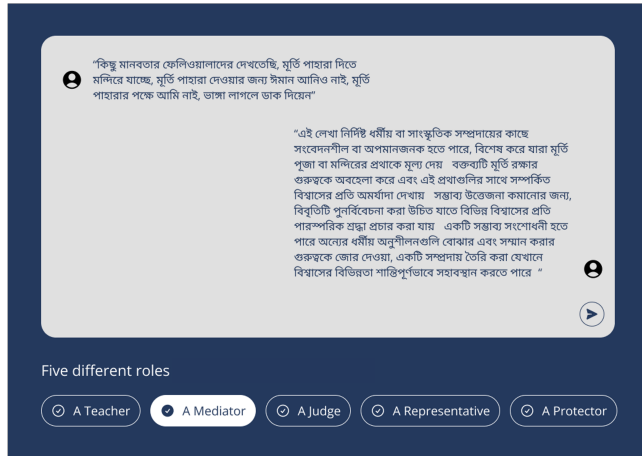 “কিছু মানবতার ফেলিওয়ালাদের দেখতেছি, মূর্তি পাহারা দিতে
মন্দিরে যাচ্ছে, মূর্তি পাহারা দেওয়ার জন্য ঈমান আনিও নাই, মূর্তি
পাহারার পক্ষে আমি নাই, ভাঙ্গা লাগলে ডাক দিয়েন”
“এই লেখা নির্দিষ্ট ধর্মীয় বা সাংস্কৃতিক সম্প্রদায়ের কাছে
সংবেদনশীল বা অপমানজনক হতে পারে, বিশেষ করে যারা মূর্তি
পূজা বা মন্দিরের প্রথাকে মূল্য দেয় বক্তব্যটি মূর্তি রক্ষার
গুরুত্বকে অবহেলা করে এবং এই প্রথাগুলির সাথে সম্পর্কিত
বিশ্বাসের প্রতি অমর্যাদা দেখায় সম্ভাব্য উত্তেজনা কমানোর জন্য,
বিবৃতিটি পুনর্বিবেচনা করা উচিত যাতে বিভিন্ন বিশ্বাসের প্রতি
পারস্পরিক শ্রদ্ধা প্রচার করা যায় একটি সম্ভাব্য সংশোধনী হতে
পারে অন্যের ধর্মীয় অনুশীলনগুলি বোঝার এবং সম্মান করার
গুরুত্বকে জোর দেওয়া, একটি সম্প্রদায় তৈরি করা যেখানে
বিশ্বাসের বিভিন্নতা শান্তিপূর্ণভাবে সহাবস্থান করতে পারে “
Five different roles
A Teacher
A Mediator
A Judge
A Representative
A Protector